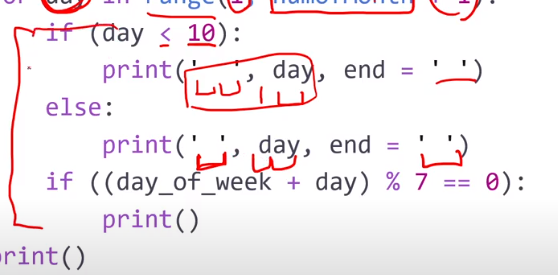 or day in range(1, numofmonth + 1):
if (day < 10):
print('  ', day, end = ' ')
else:
print(' ', day, end = ' ')
if ((day_of_week + day) % 7 == 0):
print()
rint()